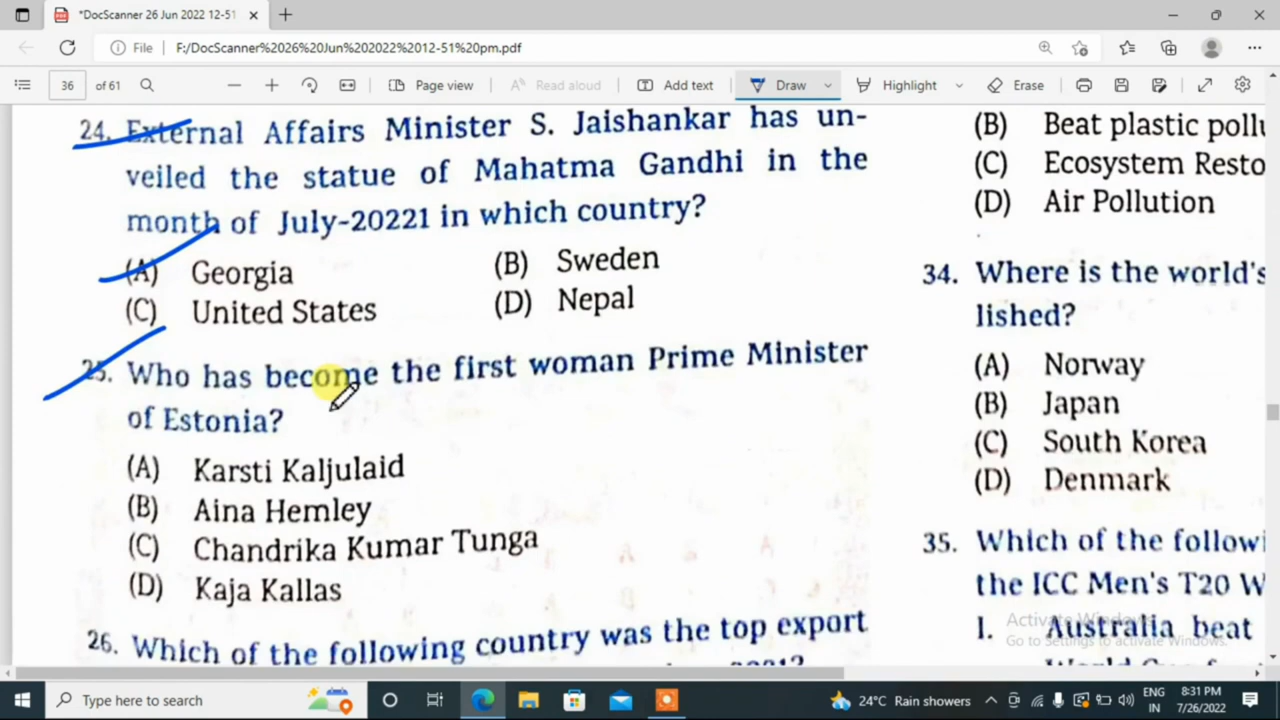 *DocScanner 26 Jun 2022 12-51
File F:/DocScanner%2026%20Jun%202022%2012-51%20pm.pdf
36 of 61 Page view Read aloud Add text Draw Highlight Erase
24. External Affairs Minister S. Jaishankar has un-
veiled the statue of Mahatma Gandhi in the
month of July-20221 in which country?
(A) Georgia (B) Sweden
(C) United States (D) Nepal
25. Who has become the first woman Prime Minister
of Estonia?
(A) Karsti Kaljulaid
(B) Aina Hemley
(C) Chandrika Kumar Tunga
(D) Kaja Kallas
26. Which of the following country was the top export
(B) Beat plastic pollu
(C) Ecosystem Resto
(D) Air Pollution
34. Where is the world's
lished?
(A) Norway
(B) Japan
(C) South Korea
(D) Denmark
35. Which of the followi
the ICC Men's T20 W
I. Australia beat
Activate Windows
Go to Settings to activate Windows.
Type here to search
24°C Rain showers
ENG
IN
8:31 PM
7/26/2022